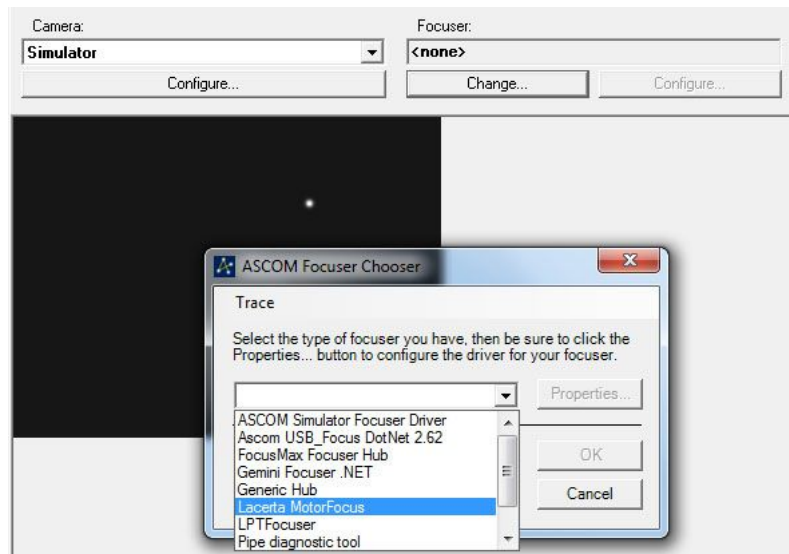 Camera:
Focuser:
Simulator
<none>
Configure...
Change...
Configure...
ASCOM Focuser Chooser
Trace
Select the type of focuser you have, then be sure to click the
Properties... button to configure the driver for your focuser.
Properties...
ASCOM Simulator Focuser Driver
Ascom USB_Focus DotNet 2.62
FocusMax Focuser Hub
Gemini Focuser .NET
Generic Hub
Lacerta MotorFocus
LPTFocuser
Pipe diagnostic tool
OK
Cancel